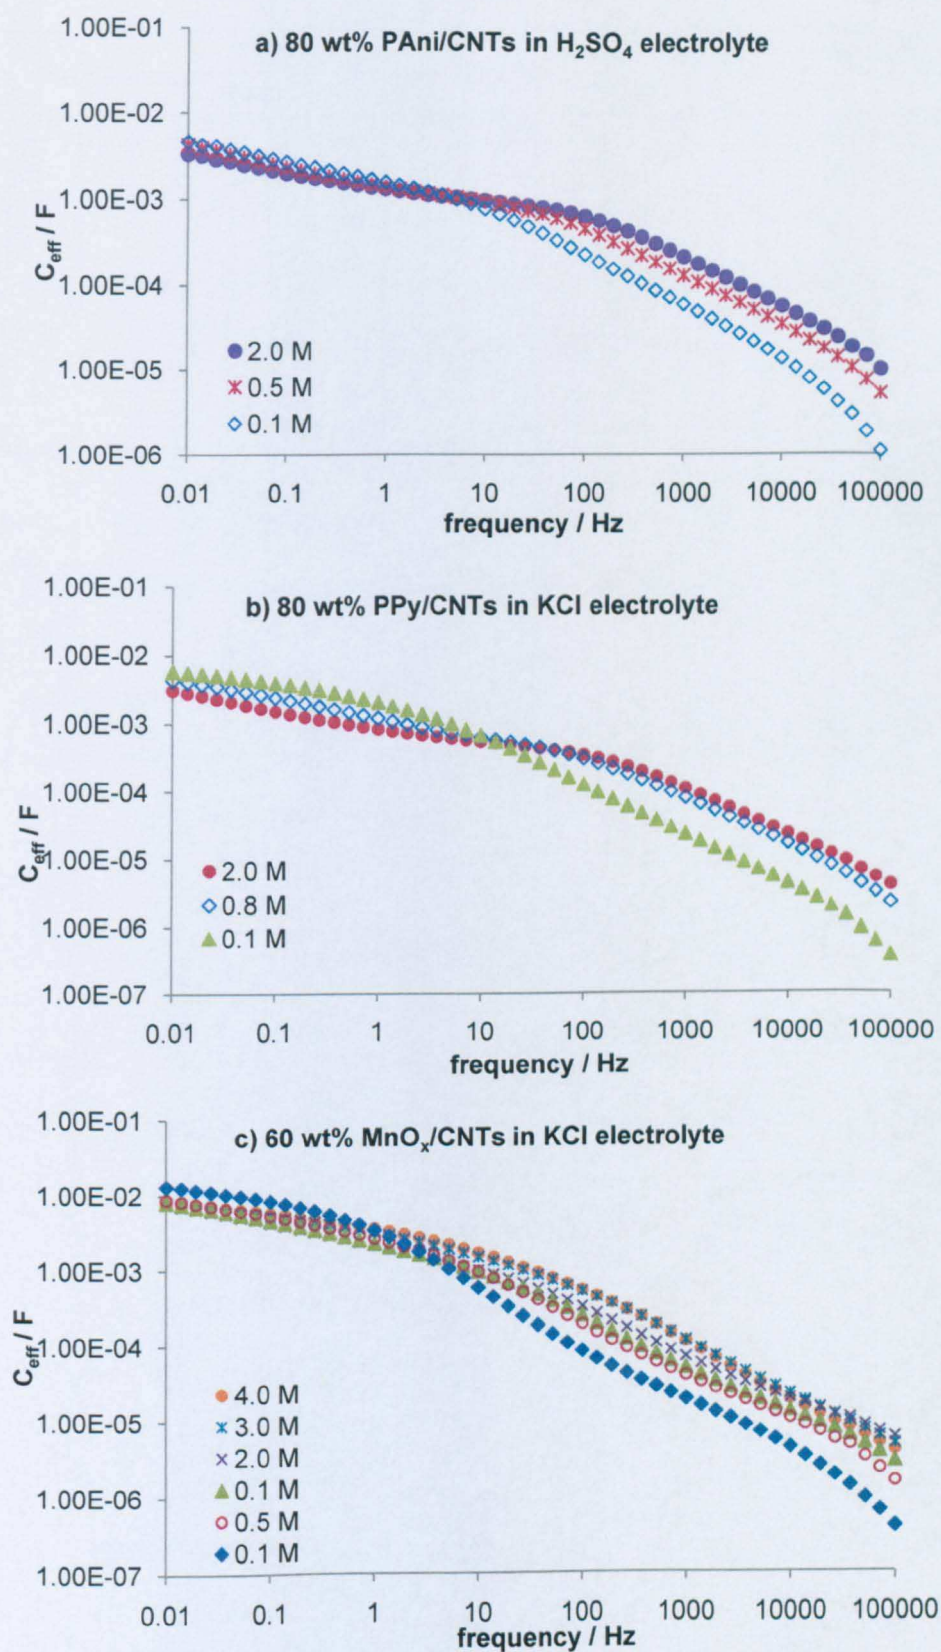 a) 80 wt% PAni/CNTs in H₂SO₄ electrolyte
1.00E-01
1.00E-02
1.00E-03
1.00E-04
1.00E-05
1.00E-06
C_eff / F
2.0 M
0.5 M
0.1 M
0.01 0.1 1 10 100 1000 10000 100000
frequency / Hz
b) 80 wt% PPy/CNTs in KCl electrolyte
1.00E-01
1.00E-02
1.00E-03
1.00E-04
1.00E-05
1.00E-06
1.00E-07
C_eff / F
2.0 M
0.8 M
0.1 M
0.01 0.1 1 10 100 1000 10000 100000
frequency / Hz
c) 60 wt% MnOₓ/CNTs in KCl electrolyte
1.00E-01
1.00E-02
1.00E-03
1.00E-04
1.00E-05
1.00E-06
1.00E-07
C_eff / F
4.0 M
3.0 M
2.0 M
0.1 M
0.5 M
0.1 M
0.01 0.1 1 10 100 1000 10000 100000
frequency / Hz